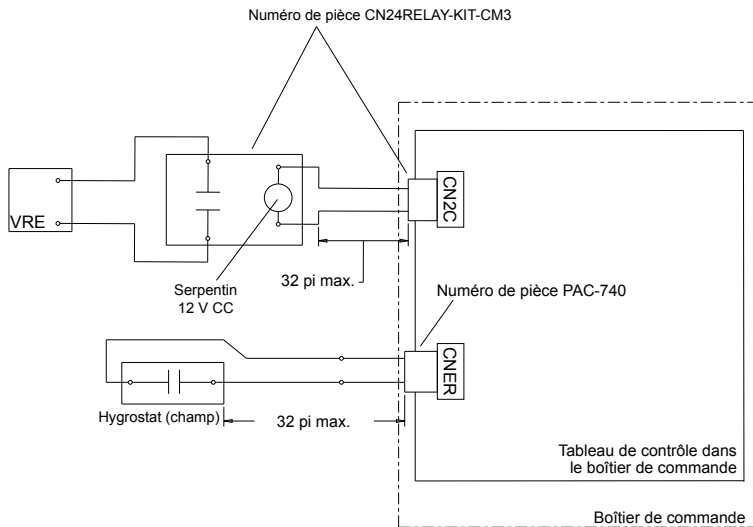 Numéro de pièce CN24RELAY-KIT-CM3
CN2C
VRE
Serpentin
12 V CC
32 pi max.
Numéro de pièce PAC-740
CNER
Hygrostat (champ)
32 pi max.
Tableau de contrôle dans
le boîtier de commande
Boîtier de commande